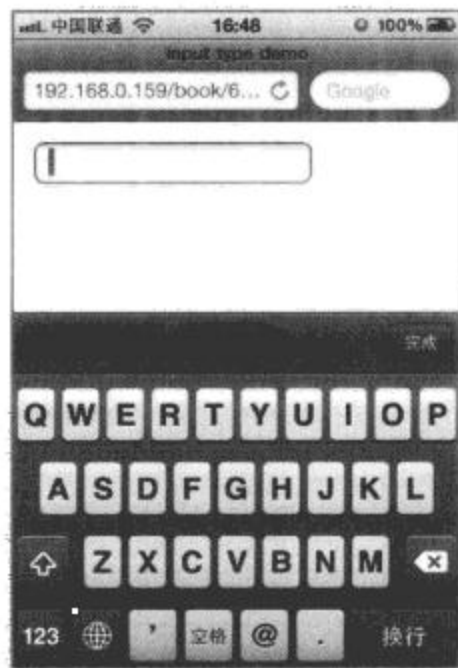 中国联通 16:48 100%
input type demo
192.168.0.159/book/6... Google
完成
Q W E R T Y U I O P
A S D F G H J K L
Z X C V B N M
123 ' 空格 @ . 换行